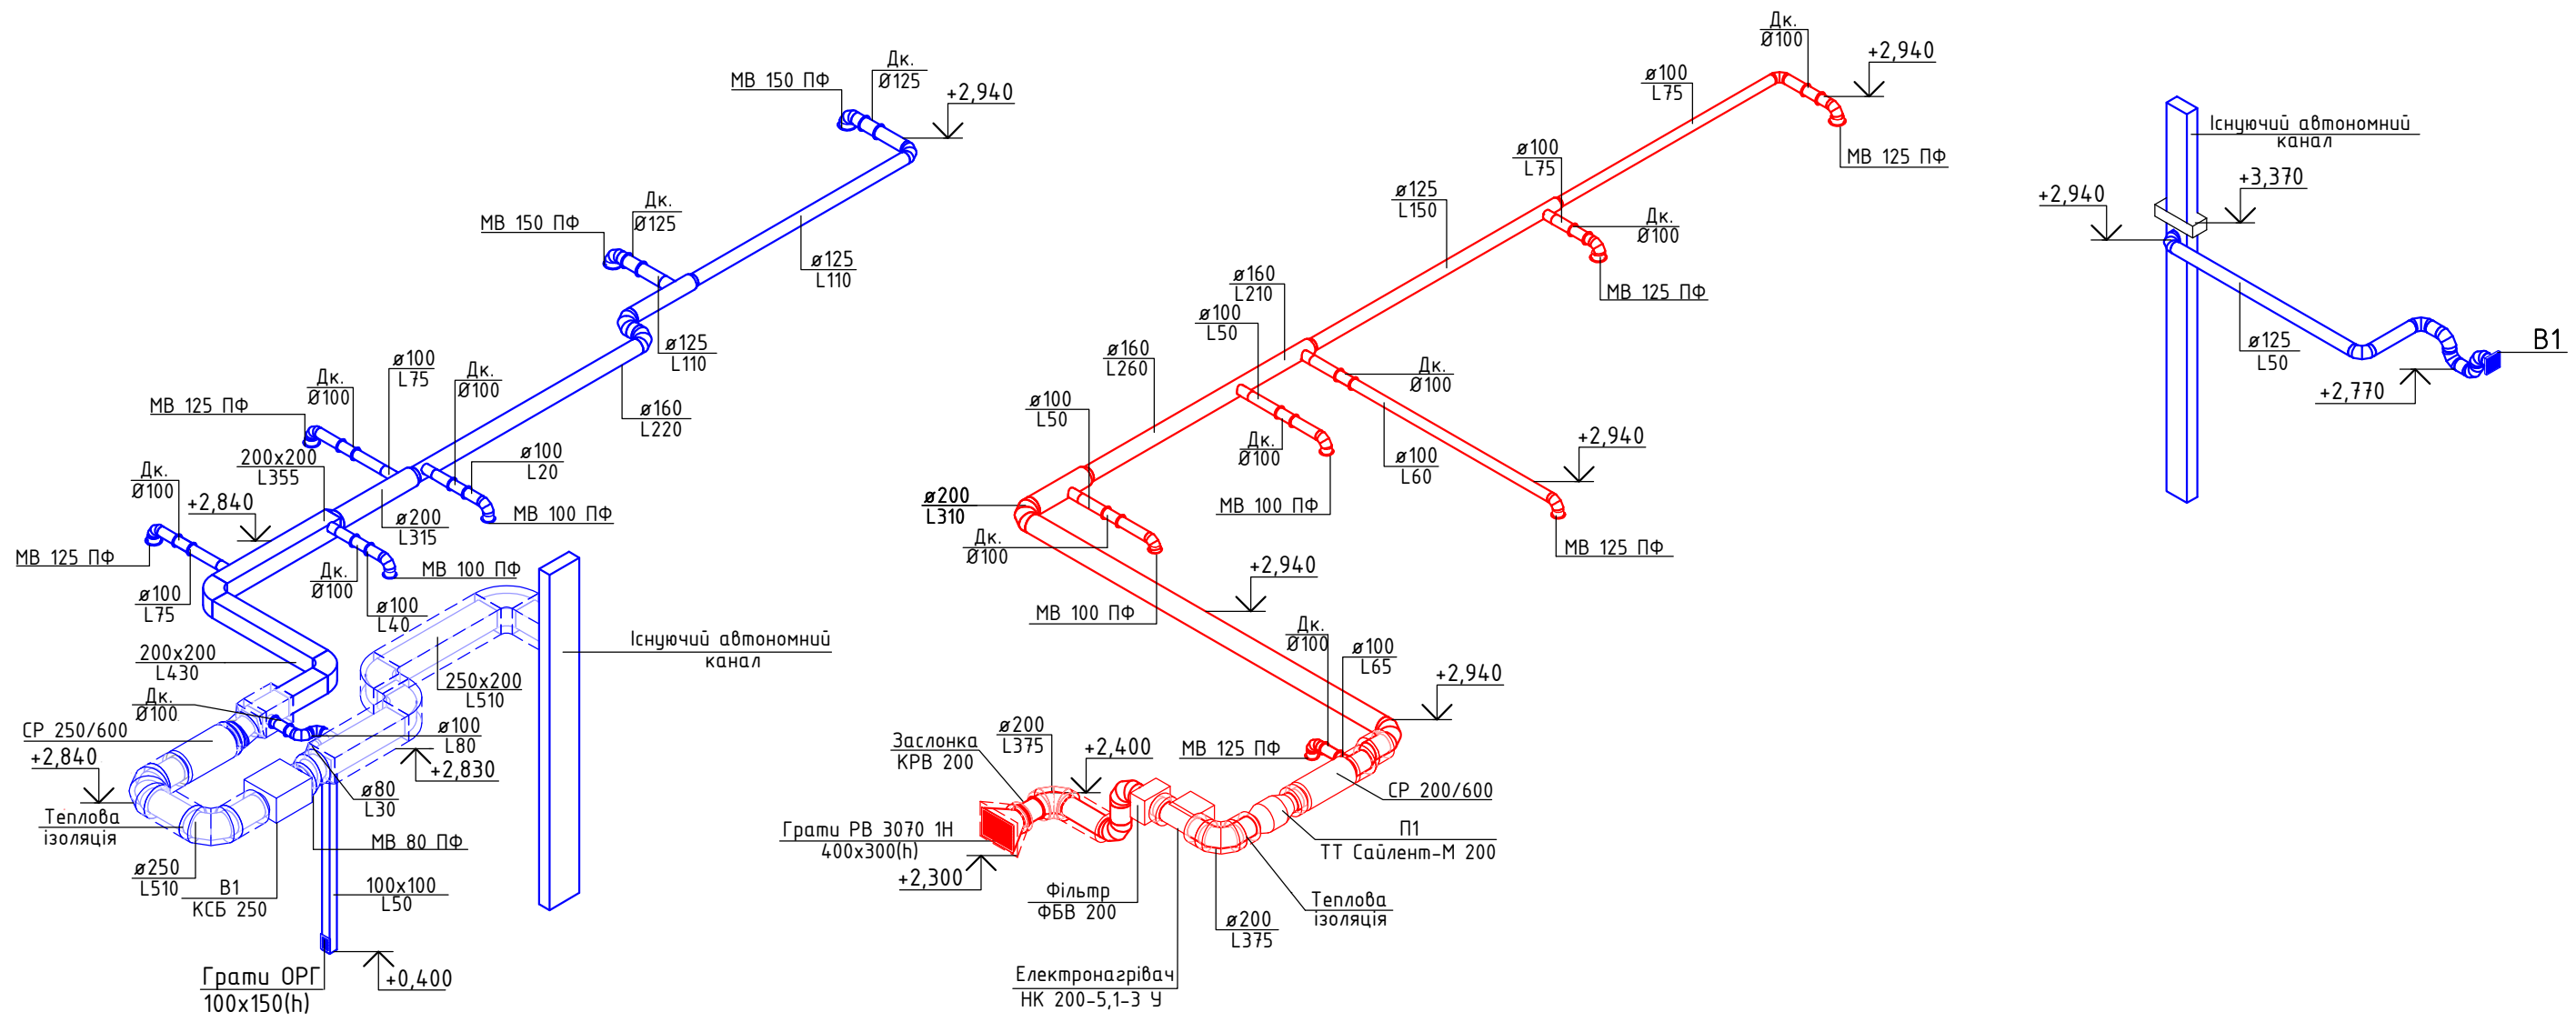 МВ 150 ПФ
Дк.
Ø125
+2,940
МВ 150 ПФ
Дк.
Ø125
ø125
L110
ø125
L110
ø100
L75
Дк.
Ø100
Дк.
Ø100
МВ 125 ПФ
ø160
L220
200х200
L355
ø100
L20
Дк.
Ø100
+2,840
ø200
L315
МВ 100 ПФ
МВ 125 ПФ
Дк.
Ø100
МВ 100 ПФ
ø100
L75
ø100
L40
Існуючий автономний
канал
200х200
L430
250х200
L510
Дк.
Ø100
СР 250/600
ø100
L80
+2,840
+2,830
ø80
L30
Теплова
ізоляція
МВ 80 ПФ
ø250
L510
В1
КСБ 250
100х100
L50
Грати ОРГ
100х150(h)
+0,400
Дк.
Ø100
+2,940
ø100
L75
МВ 125 ПФ
ø100
L75
ø125
L150
Дк.
Ø100
МВ 125 ПФ
ø160
L210
ø100
L50
ø160
L260
Дк.
Ø100
ø100
L50
Дк.
Ø100
ø100
L60
+2,940
ø200
L310
МВ 100 ПФ
Дк.
Ø100
МВ 125 ПФ
+2,940
МВ 100 ПФ
Дк.
Ø100
ø100
L65
+2,940
ø200
L375
Заслонка
КРВ 200
+2,400
МВ 125 ПФ
СР 200/600
Грати РВ 3070 1Н
400х300(h)
П1
ТТ Сайлент-М 200
+2,300
Фільтр
ФБВ 200
ø200
L375
Теплова
ізоляція
Електронагрівач
НК 200-5,1-3 У
Існуючий автономний
канал
+2,940
+3,370
ø125
L50
В1
+2,770